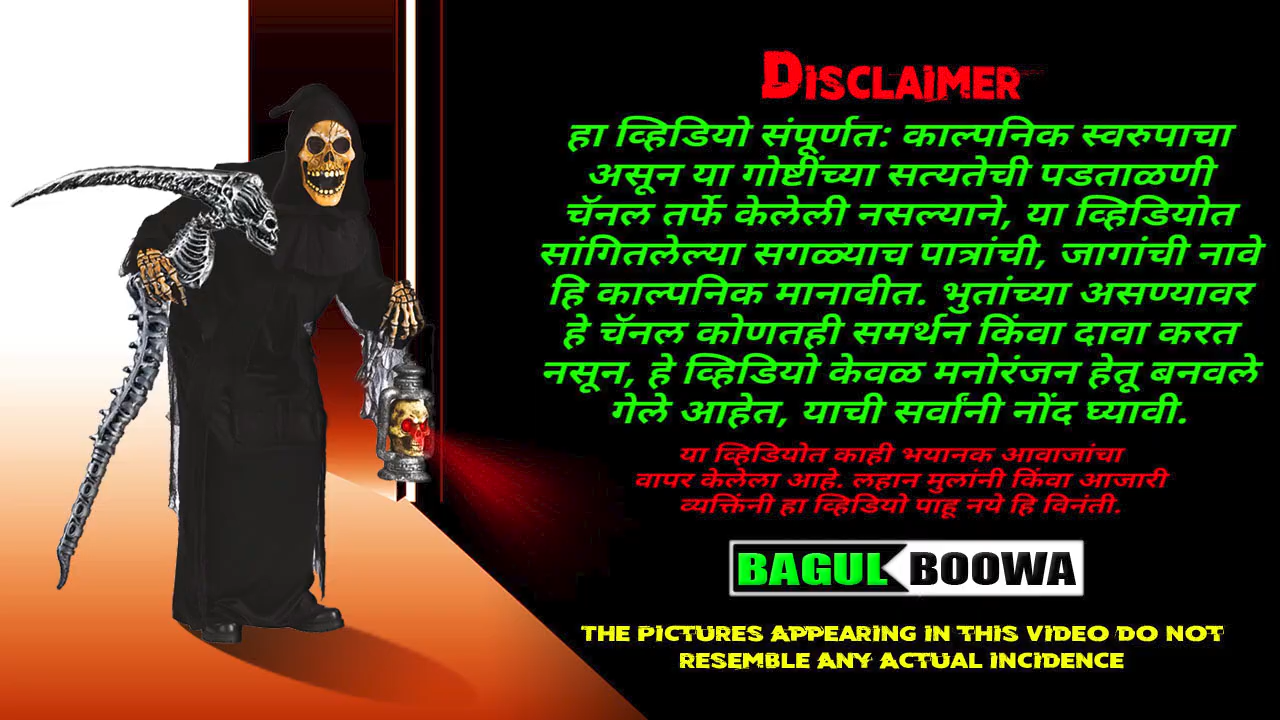 DISCLAIMER
हा व्हिडियो संपूर्णत: काल्पनिक स्वरुपाचा
असून या गोष्टींच्या सत्यतेची पडताळणी
चॅनल तर्फे केलेली नसल्याने, या व्हिडियोत
सांगितलेल्या सगळ्याच पात्रांची, जागांची नावे
हि काल्पनिक मानावीत. भुतांच्या असण्यावर
हे चॅनल कोणतही समर्थन किंवा दावा करत
नसून, हे व्हिडियो केवळ मनोरंजन हेतू बनवले
गेले आहेत, याची सर्वांनी नोंद घ्यावी.
या व्हिडियोत काही भयानक आवाजांचा
वापर केलेला आहे. लहान मुलांनी किंवा आजारी
व्यक्तिंनी हा व्हिडियो पाहू नये हि विनंती.
BAGUL BOOWA
THE PICTURES APPEARING IN THIS VIDEO DO NOT
RESEMBLE ANY ACTUAL INCIDENCE